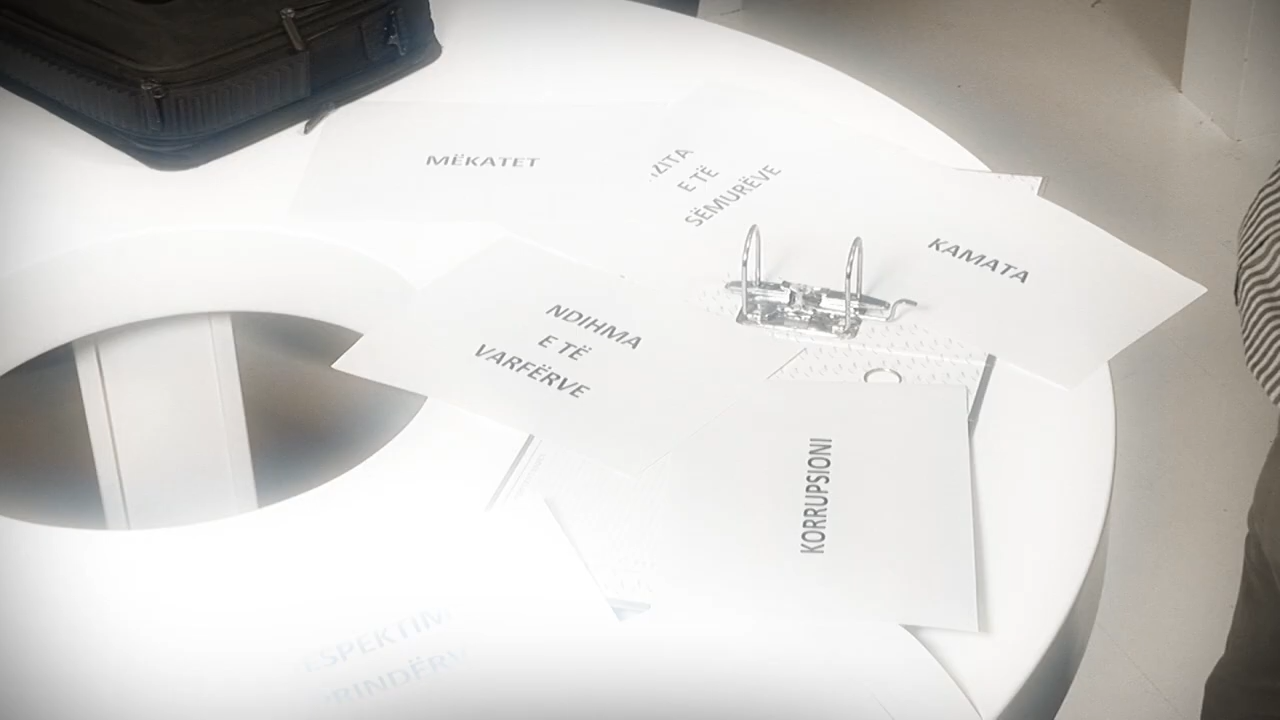 MËKATET
E TË
SËMURËVE
KAMATA
NDIHMA
E TË
VARFËRVE
KORRUPSIONI